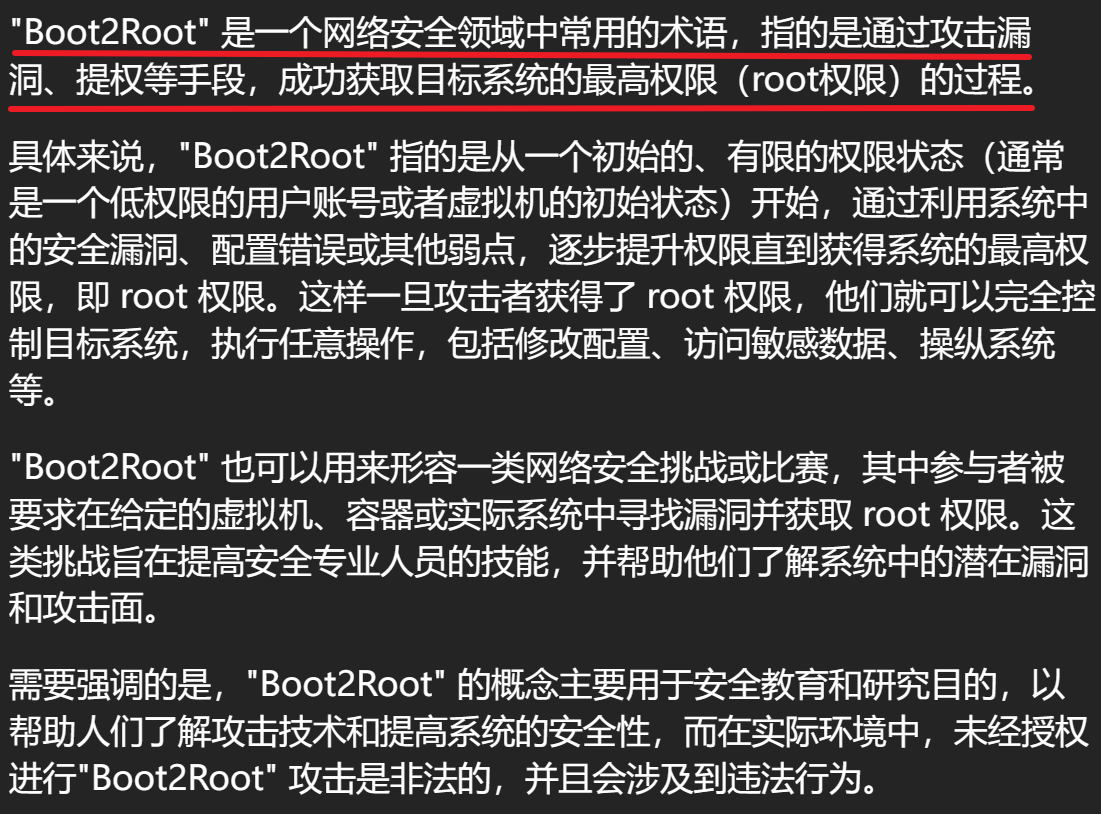 "Boot2Root" 是一个网络安全领域中常用的术语，指的是通过攻击漏
洞、提权等手段，成功获取目标系统的最高权限（root权限）的过程。
具体来说，"Boot2Root" 指的是从一个初始的、有限的权限状态（通常
是一个低权限的用户账号或者虚拟机的初始状态）开始，通过利用系统中
的安全漏洞、配置错误或其他弱点，逐步提升权限直到获得系统的最高权
限，即 root 权限。这样一旦攻击者获得了 root 权限，他们就可以完全控
制目标系统，执行任意操作，包括修改配置、访问敏感数据、操纵系统
等。
"Boot2Root" 也可以用来形容一类网络安全挑战或比赛，其中参与者被
要求在给定的虚拟机、容器或实际系统中寻找漏洞并获取 root 权限。这
类挑战旨在提高安全专业人员的技能，并帮助他们了解系统中的潜在漏洞
和攻击面。
需要强调的是，"Boot2Root" 的概念主要用于安全教育和研究目的，以
帮助人们了解攻击技术和提高系统的安全性，而在实际环境中，未经授权
进行"Boot2Root" 攻击是非法的，并且会涉及到违法行为。